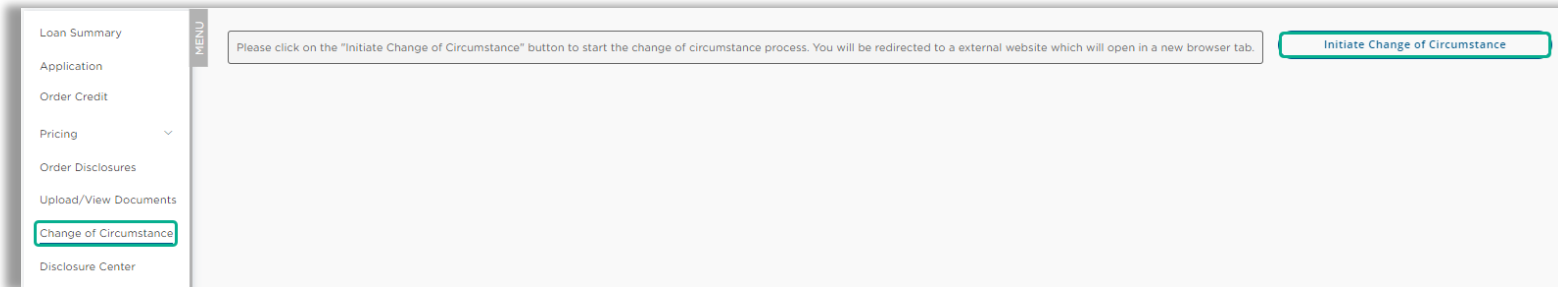 Loan Summary
MENU
Please click on the "Initiate Change of Circumstance" button to start the change of circumstance process. You will be redirected to a external website which will open in a new browser tab.
Initiate Change of Circumstance
Application
Order Credit
Pricing
Order Disclosures
Upload/View Documents
Change of Circumstance
Disclosure Center